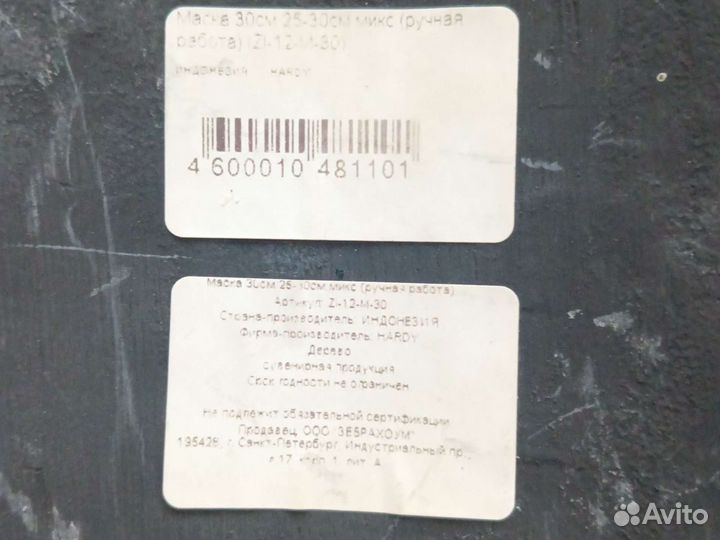 Маска 30см 25-30см микс (ручная
работа) (ZI-12-M-30)
ИНДОНЕЗИЯ HARDY
4 600010 481101
Маска 30см 25-30см микс (ручная работа)
Артикул: ZI-12-M-30
Страна-производитель: ИНДОНЕЗИЯ
Фирма-производитель: HARDY
Дерево
Сувенирная продукция
Срок годности не ограничен
Не подлежит обязательной сертификации
Продавец: ООО "ЗЕБРАХОУМ"
195426, г. Санкт-Петербург, Индустриальный пр.,
д.17, корп.1, лит. А
Avito